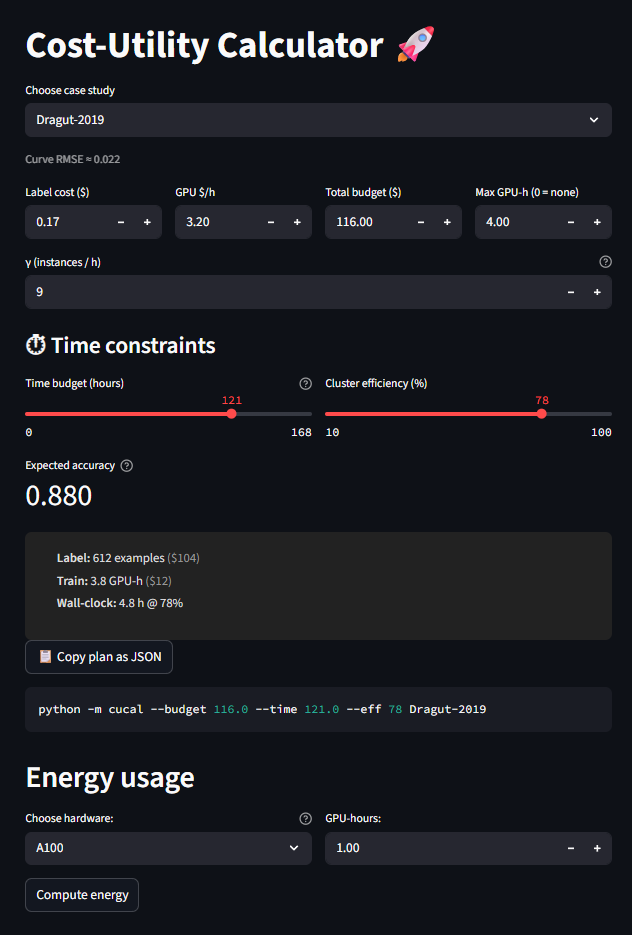 Cost-Utility Calculator 🚀
Choose case study
Dragut-2019
Curve RMSE ≈ 0.022
Label cost ($) GPU $/h Total budget ($) Max GPU-h (0 = none)
0.17 − + 3.20 − + 116.00 − + 4.00 − +
γ (instances / h) ?
9 − +
⏱ Time constraints
Time budget (hours) ? Cluster efficiency (%)
121 78
0 168 10 100
Expected accuracy ?
0.880
Label: 612 examples ($104)
Train: 3.8 GPU-h ($12)
Wall-clock: 4.8 h @ 78%
📋 Copy plan as JSON
python -m cucal --budget 116.0 --time 121.0 --eff 78 Dragut-2019
Energy usage
Choose hardware: ? GPU-hours:
A100 1.00 − +
Compute energy